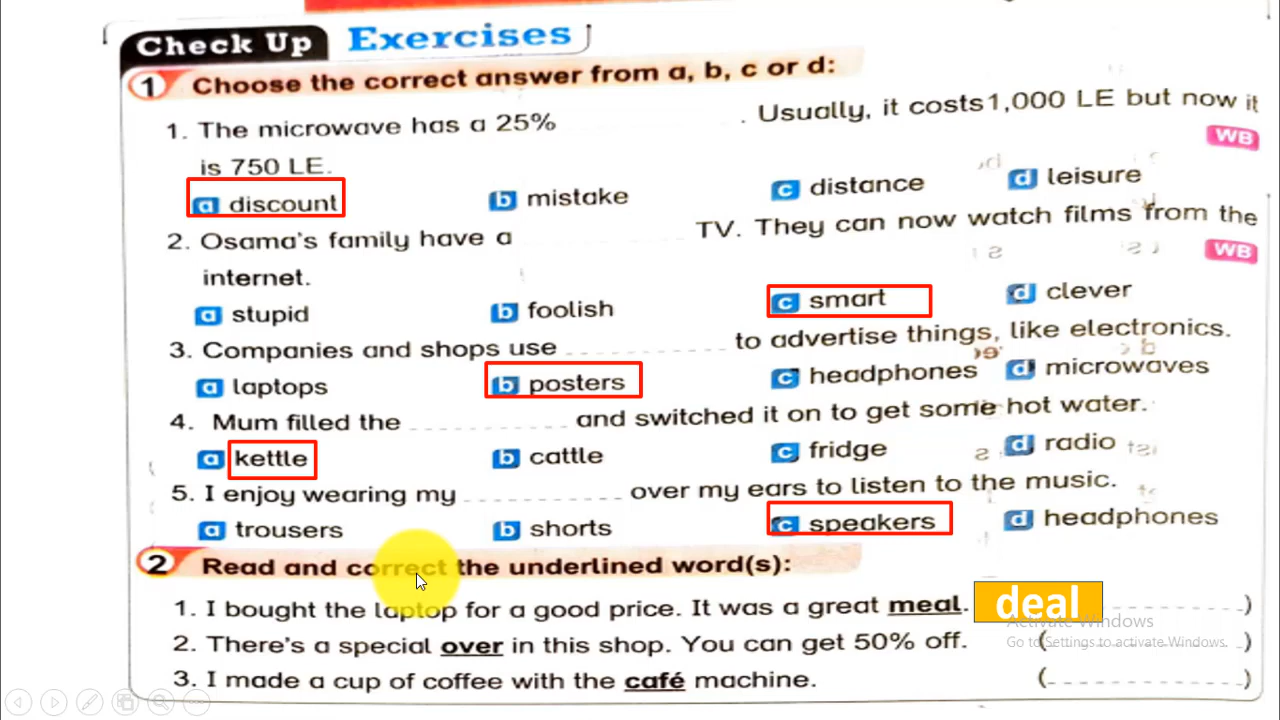 Check Up Exercises
1 Choose the correct answer from a, b, c or d:
1. The microwave has a 25% . Usually, it costs 1,000 LE but now it
is 750 LE. WB
a discount b mistake c distance d leisure
2. Osama's family have a TV. They can now watch films from the
internet. WB
a stupid b foolish c smart d clever
3. Companies and shops use ---------- to advertise things, like electronics.
a laptops b posters c headphones d microwaves
4. Mum filled the ---------- and switched it on to get some hot water.
a kettle b cattle c fridge d radio
5. I enjoy wearing my ---------- over my ears to listen to the music.
a trousers b shorts c speakers d headphones
2 Read and correct the underlined word(s):
1. I bought the laptop for a good price. It was a great meal. deal ----------)
2. There's a special over in this shop. You can get 50% off. (----------)
3. I made a cup of coffee with the café machine. (----------)
Activate Windows
Go to Settings to activate Windows.